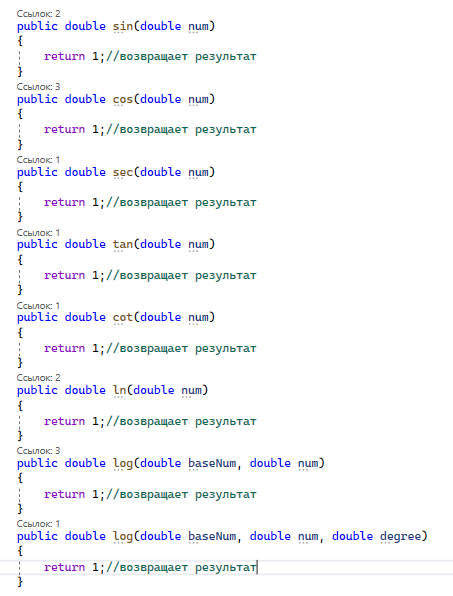 Ссылок: 2
public double sin(double num)
{
return 1;//возвращает результат
}
Ссылок: 3
public double cos(double num)
{
return 1;//возвращает результат
}
Ссылок: 1
public double sec(double num)
{
return 1;//возвращает результат
}
Ссылок: 1
public double tan(double num)
{
return 1;//возвращает результат
}
Ссылок: 1
public double cot(double num)
{
return 1;//возвращает результат
}
Ссылок: 2
public double ln(double num)
{
return 1;//возвращает результат
}
Ссылок: 3
public double log(double baseNum, double num)
{
return 1;//возвращает результат
}
Ссылок: 1
public double log(double baseNum, double num, double degree)
{
return 1;//возвращает результат
}